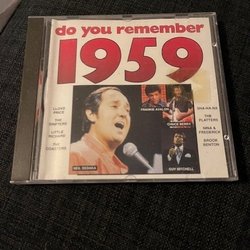 do you remember
1959
LLOYD
PRICE
THE
DRIFTERS
LITTLE
RICHARD
THE
COASTERS
FRANKIE AVALON
CHUCK BERRY
SHA-NA-NA
THE
PLATTERS
NINA &
FREDERICK
BROOK
BENTON
NEIL SEDAKA
GUY MITCHELL